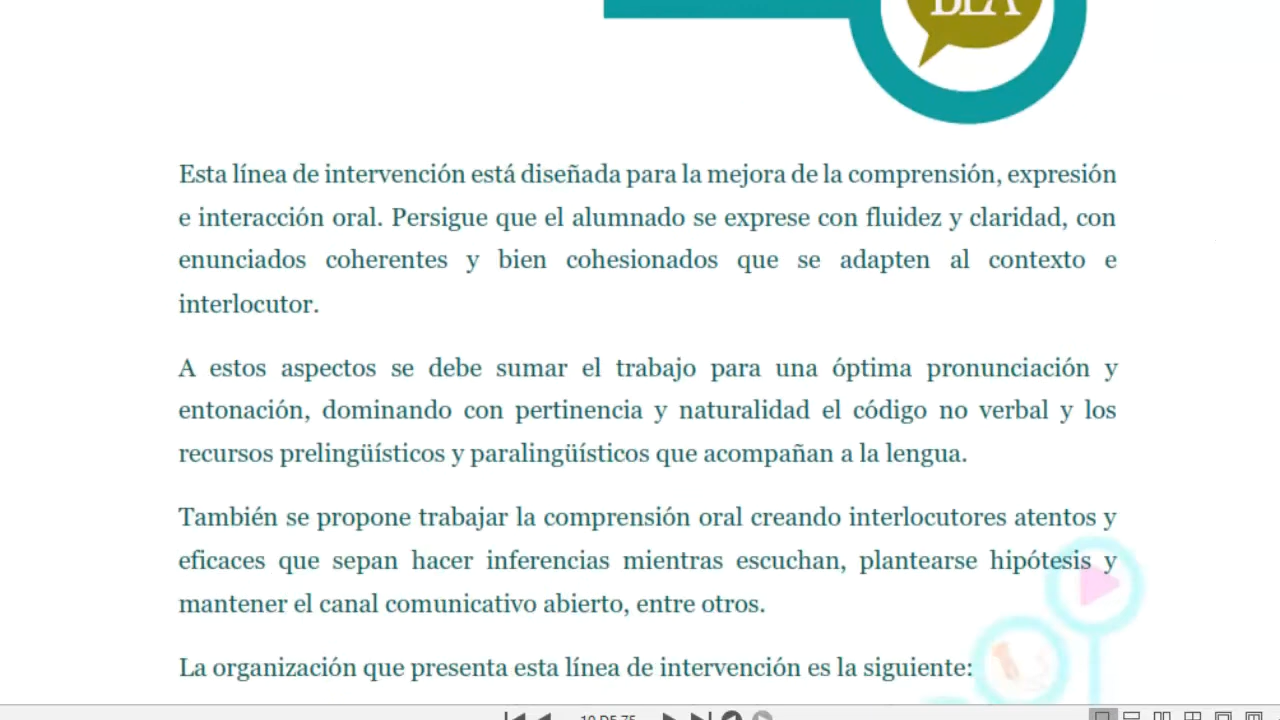 Esta línea de intervención está diseñada para la mejora de la comprensión, expresión
e interacción oral. Persigue que el alumnado se exprese con fluidez y claridad, con
enunciados coherentes y bien cohesionados que se adapten al contexto e
interlocutor.
A estos aspectos se debe sumar el trabajo para una óptima pronunciación y
entonación, dominando con pertinencia y naturalidad el código no verbal y los
recursos prelingüísticos y paralingüísticos que acompañan a la lengua.
También se propone trabajar la comprensión oral creando interlocutores atentos y
eficaces que sepan hacer inferencias mientras escuchan, plantearse hipótesis y
mantener el canal comunicativo abierto, entre otros.
La organización que presenta esta línea de intervención es la siguiente: